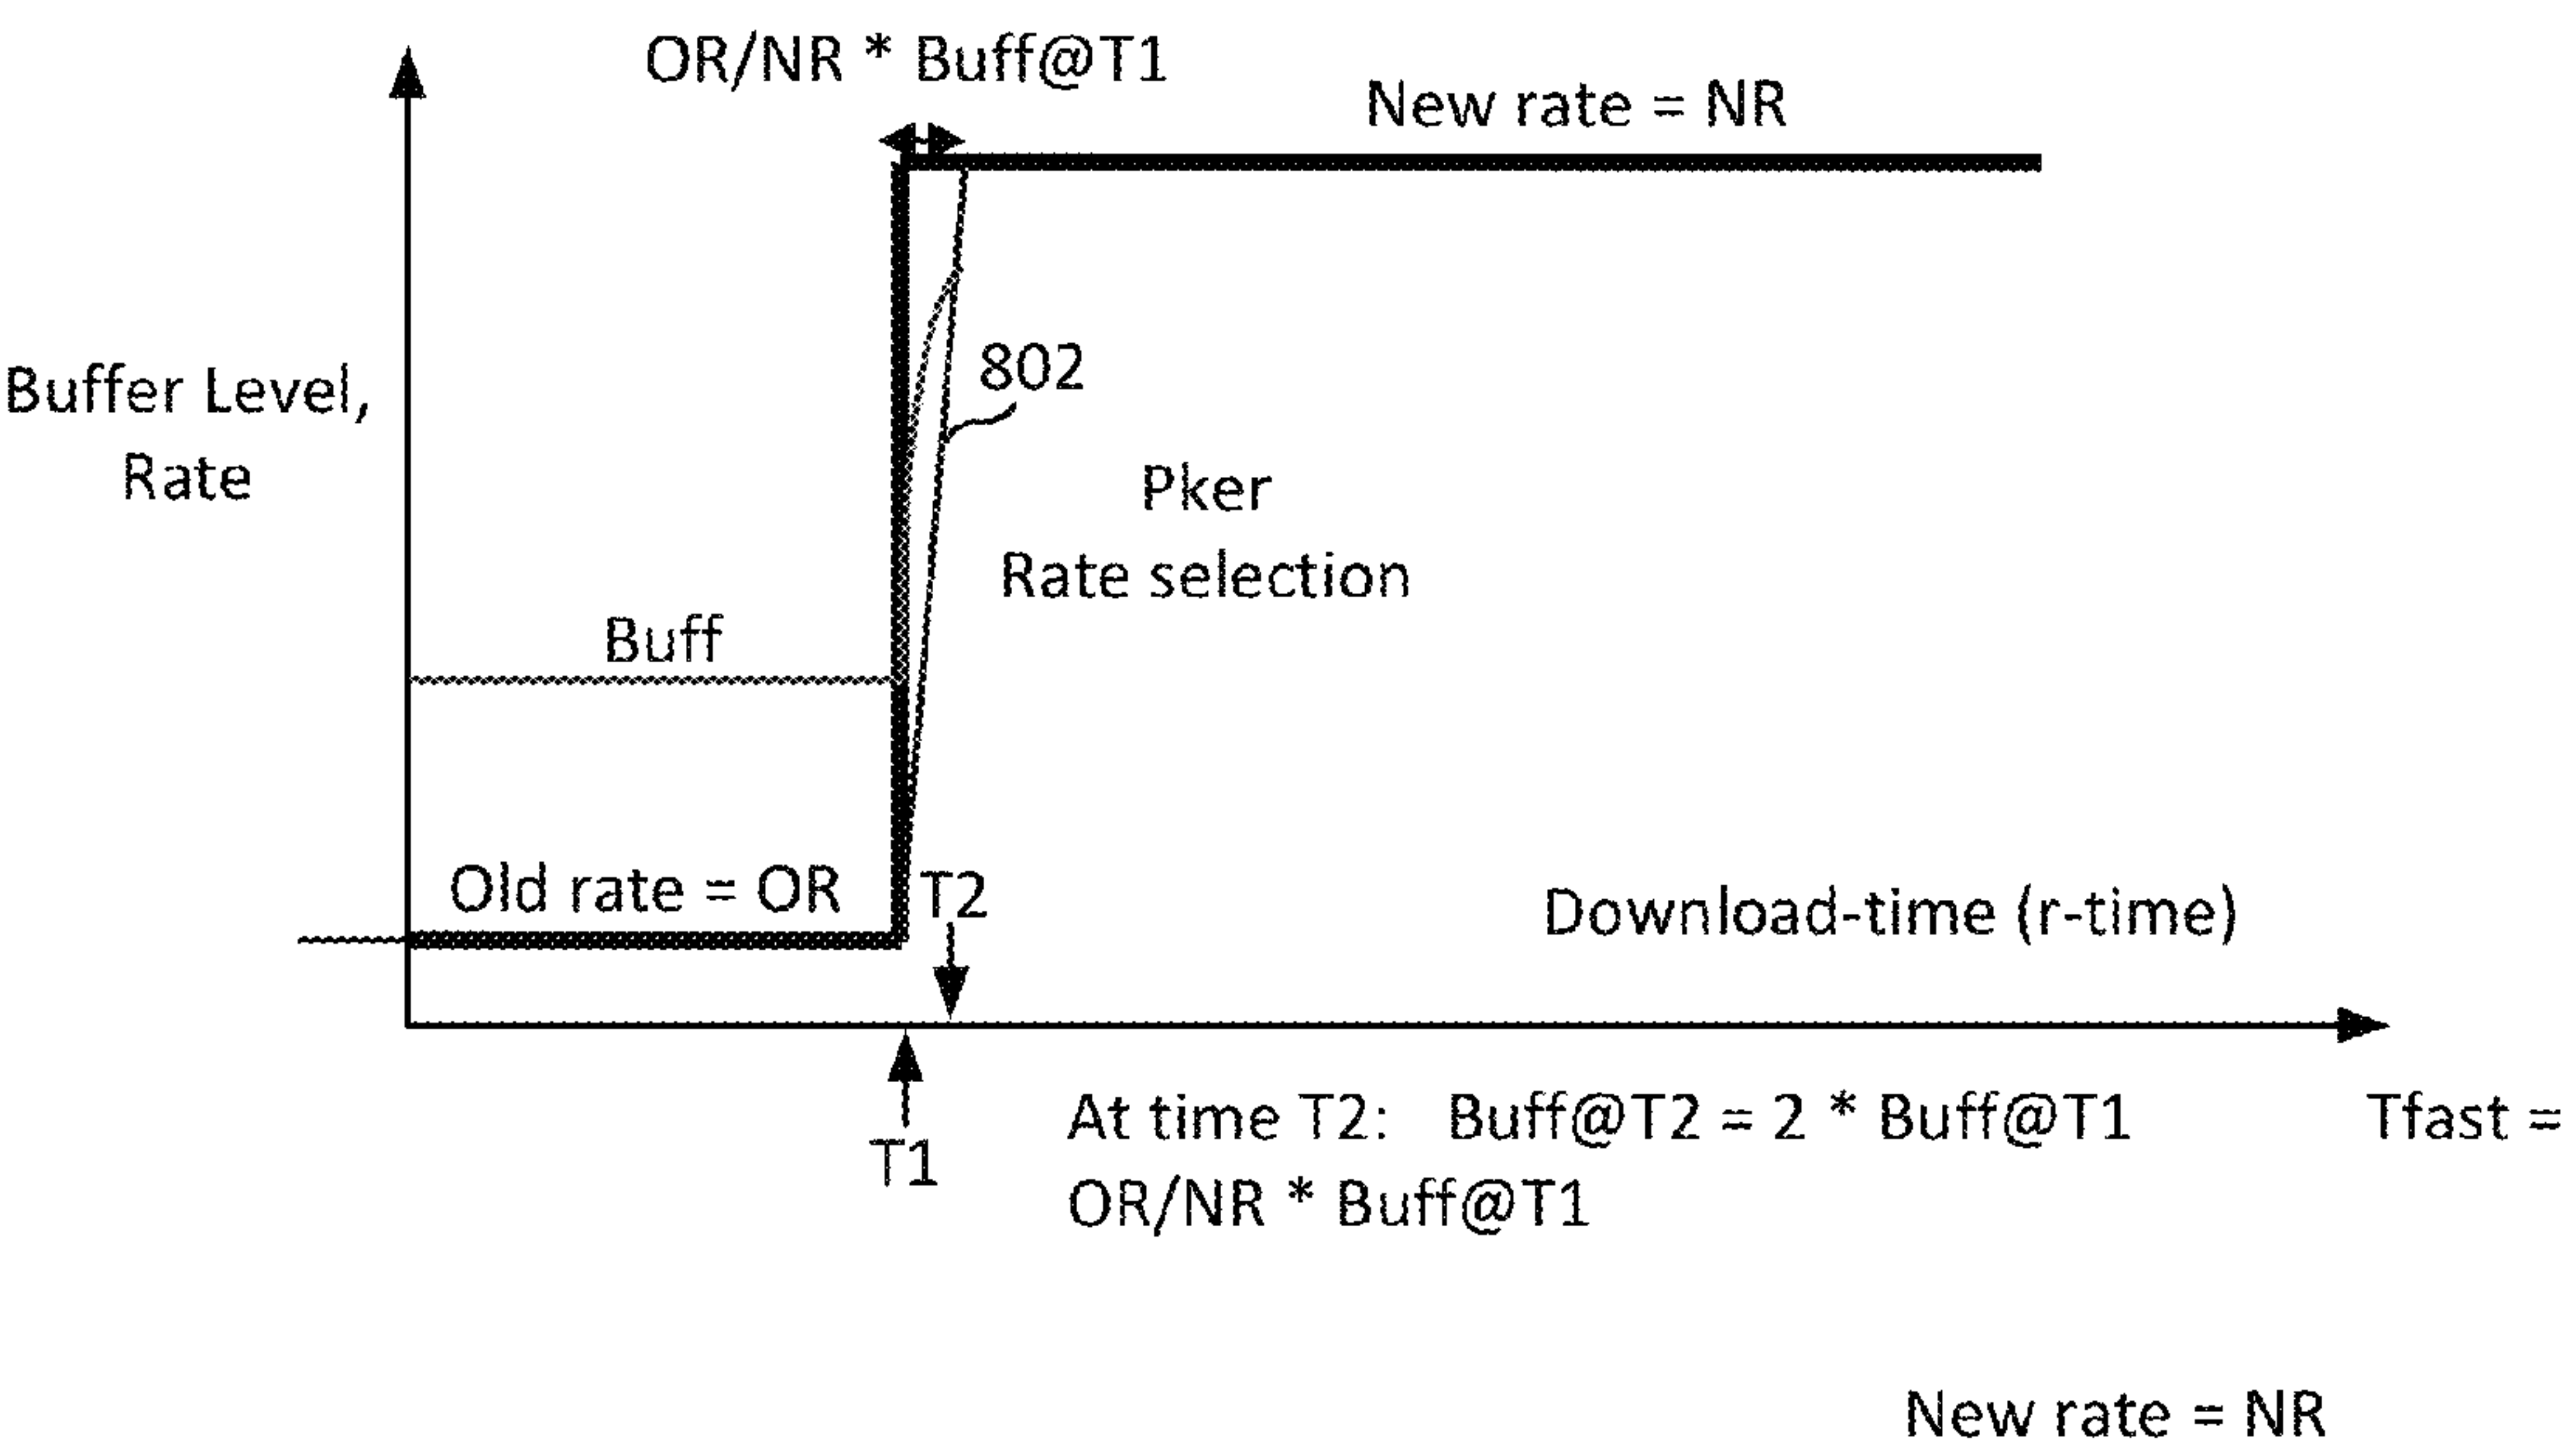 OR/NR * Buff@T1
New rate = NR
Buffer Level,
Rate
802
Pker
Rate selection
Buff
Old rate = OR
T2
Download-time (r-time)
T1
At time T2: Buff@T2 = 2 * Buff@T1
Tfast =
OR/NR * Buff@T1
New rate = NR